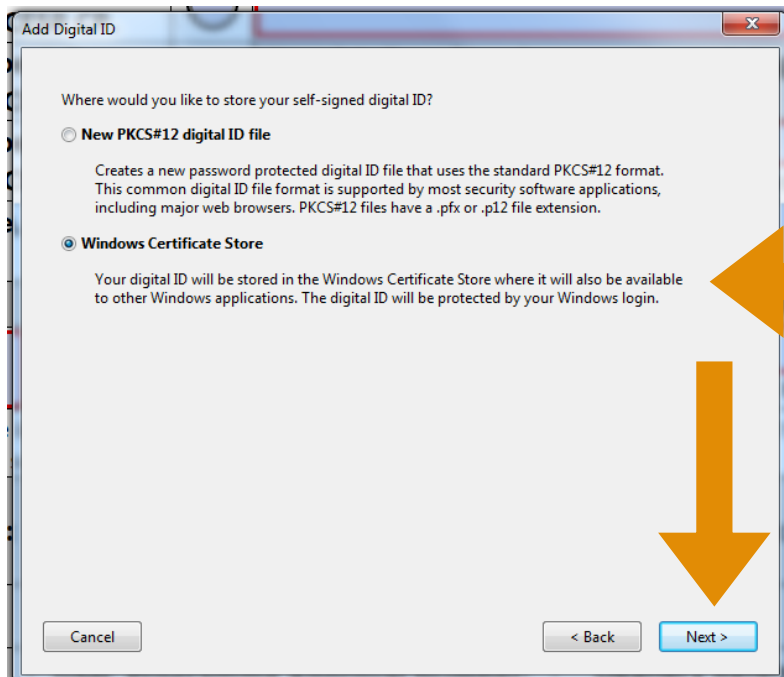 Add Digital ID
Where would you like to store your self-signed digital ID?
New PKCS#12 digital ID file
Creates a new password protected digital ID file that uses the standard PKCS#12 format.
This common digital ID file format is supported by most security software applications,
including major web browsers. PKCS#12 files have a .pfx or .p12 file extension.
Windows Certificate Store
Your digital ID will be stored in the Windows Certificate Store where it will also be available
to other Windows applications. The digital ID will be protected by your Windows login.
Cancel
< Back
Next >